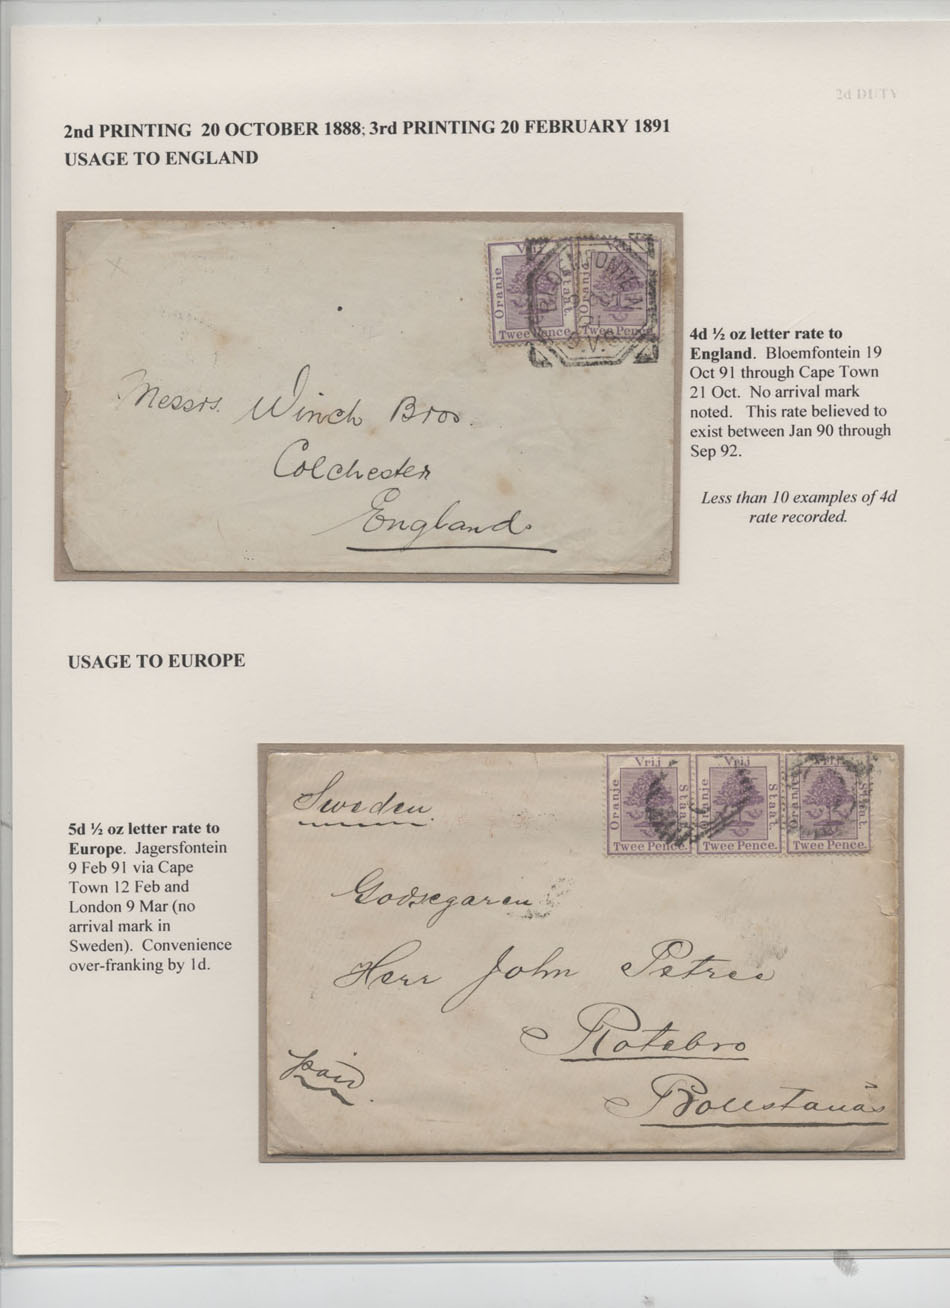 2d DUTY
2nd PRINTING 20 OCTOBER 1888; 3rd PRINTING 20 FEBRUARY 1891
USAGE TO ENGLAND
Vrij
Oranje
Staat.
Twee Pence.
Oranje
Twee Pence
BLOEMFONTEIN
O.V.S
Messrs. Winch Bros.
Colchester
England.
4d ½ oz letter rate to
England. Bloemfontein 19
Oct 91 through Cape Town
21 Oct. No arrival mark
noted. This rate believed to
exist between Jan 90 through
Sep 92.
Less than 10 examples of 4d
rate recorded.
USAGE TO EUROPE
5d ½ oz letter rate to
Europe. Jagersfontein
9 Feb 91 via Cape
Town 12 Feb and
London 9 Mar (no
arrival mark in
Sweden). Convenience
over-franking by 1d.
Sweden.
Vrij
Oranje
Staat.
Twee Pence.
Vrij
Oranje
Staat.
Twee Pence.
Vrij
Oranje
Staat.
Twee Pence.
Godsegaren
Herr John Petree
Rotebro
paid.